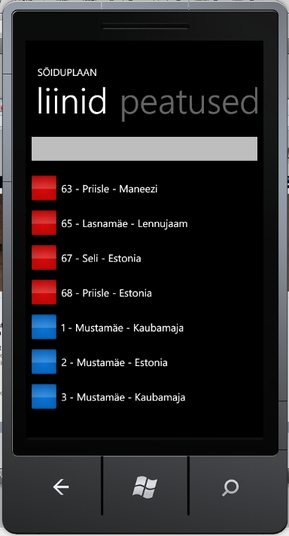 SÕIDUPLAAN
liinid peatused
63 - Priisle - Maneezi
65 - Lasnamäe - Lennujaam
67 - Seli - Estonia
68 - Priisle - Estonia
1 - Mustamäe - Kaubamaja
2 - Mustamäe - Estonia
3 - Mustamäe - Kaubamaja